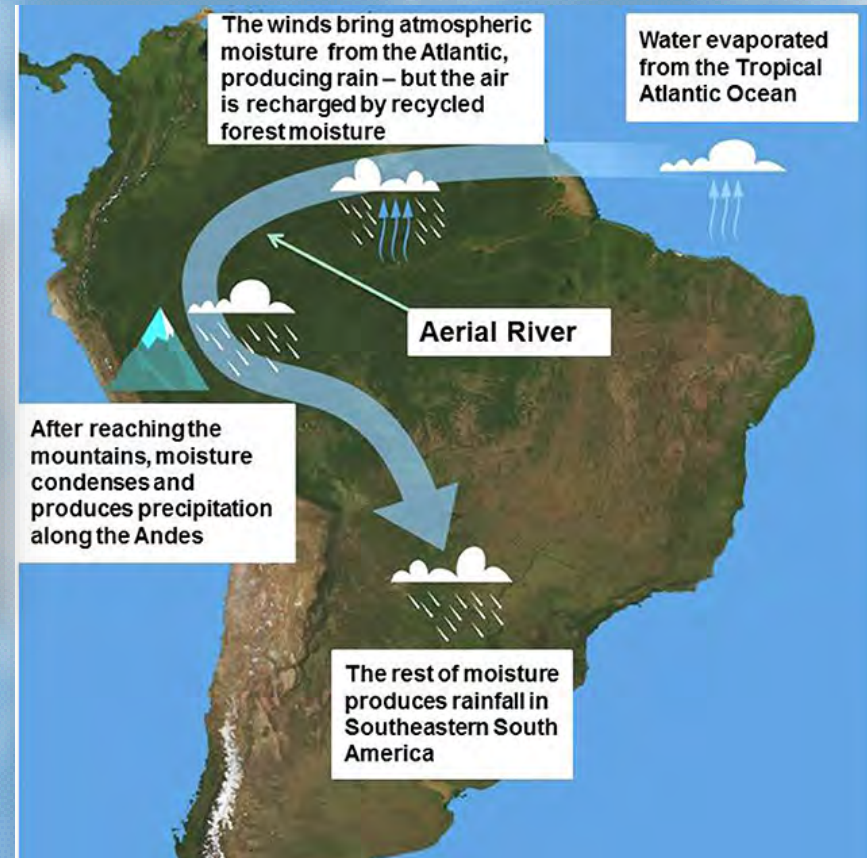 The winds bring atmospheric
moisture from the Atlantic,
producing rain – but the air
is recharged by recycled
forest moisture
Water evaporated
from the Tropical
Atlantic Ocean
Aerial River
After reaching the
mountains, moisture
condenses and
produces precipitation
along the Andes
The rest of moisture
produces rainfall in
Southeastern South
America